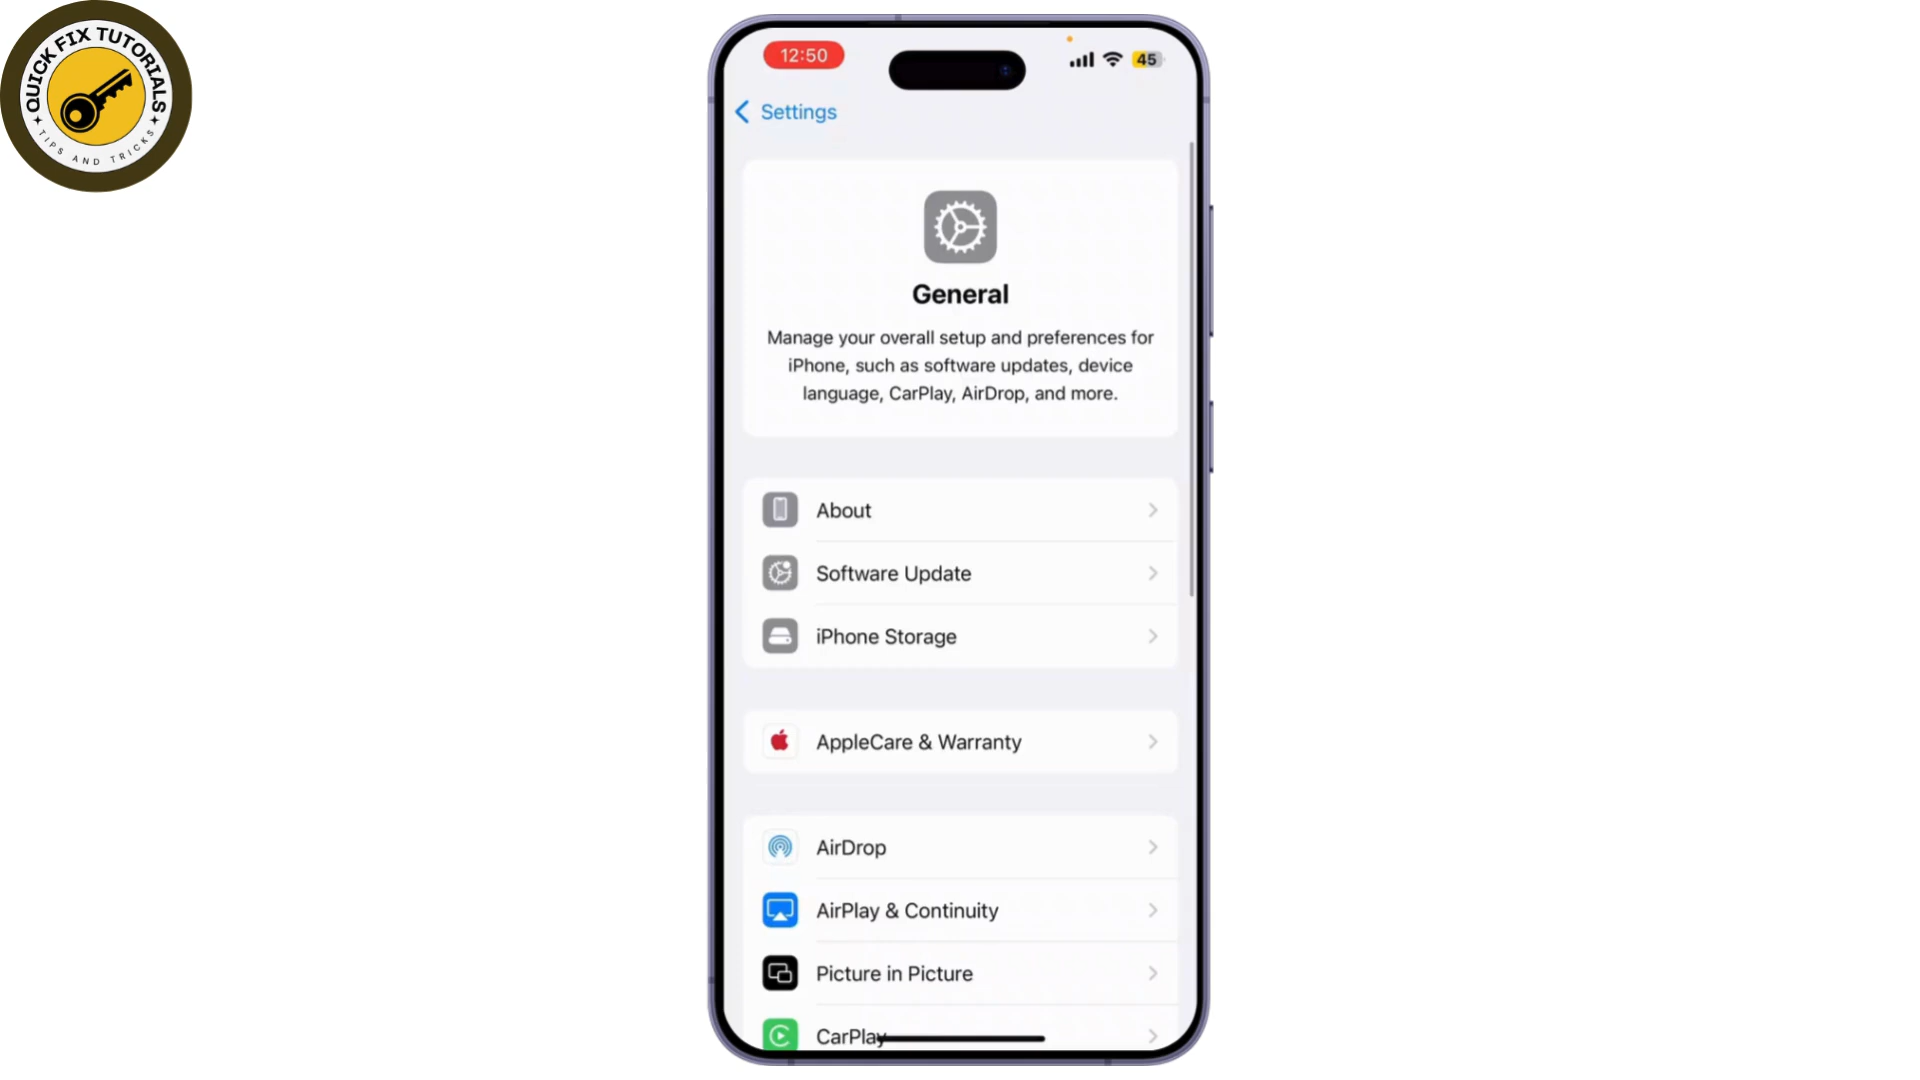 QUICK FIX TUTORIALS
TIPS AND TRICKS
12:50
45
Settings
General
Manage your overall setup and preferences for
iPhone, such as software updates, device
language, CarPlay, AirDrop, and more.
About
Software Update
iPhone Storage
AppleCare & Warranty
AirDrop
AirPlay & Continuity
Picture in Picture
CarPlay